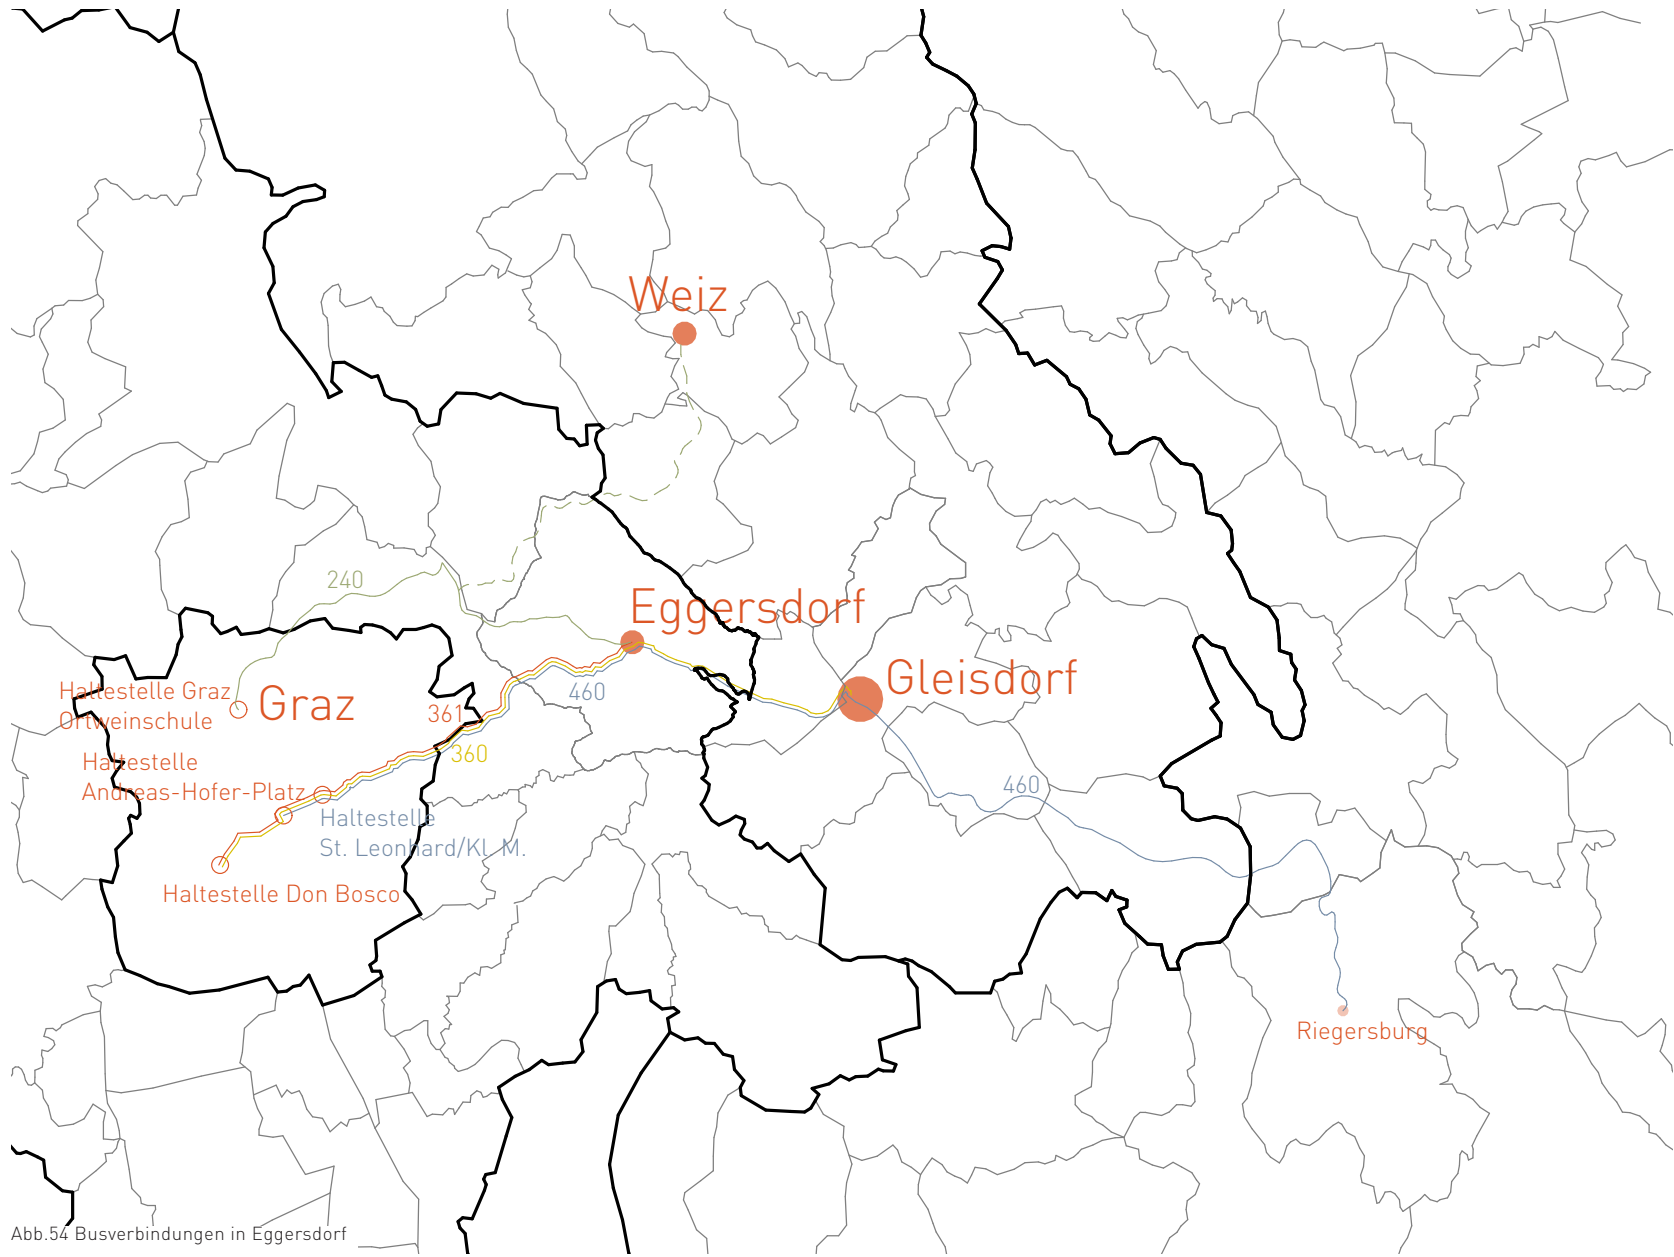 Weiz
240
Eggersdorf
Gleisdorf
Haltestelle Graz
Ortweinschule
Graz
460
361
360
Haltestelle
Andreas-Hofer-Platz
460
Haltestelle
St. Leonhard/Kl. M.
Haltestelle Don Bosco
Riegersburg
Abb.54 Busverbindungen in Eggersdorf